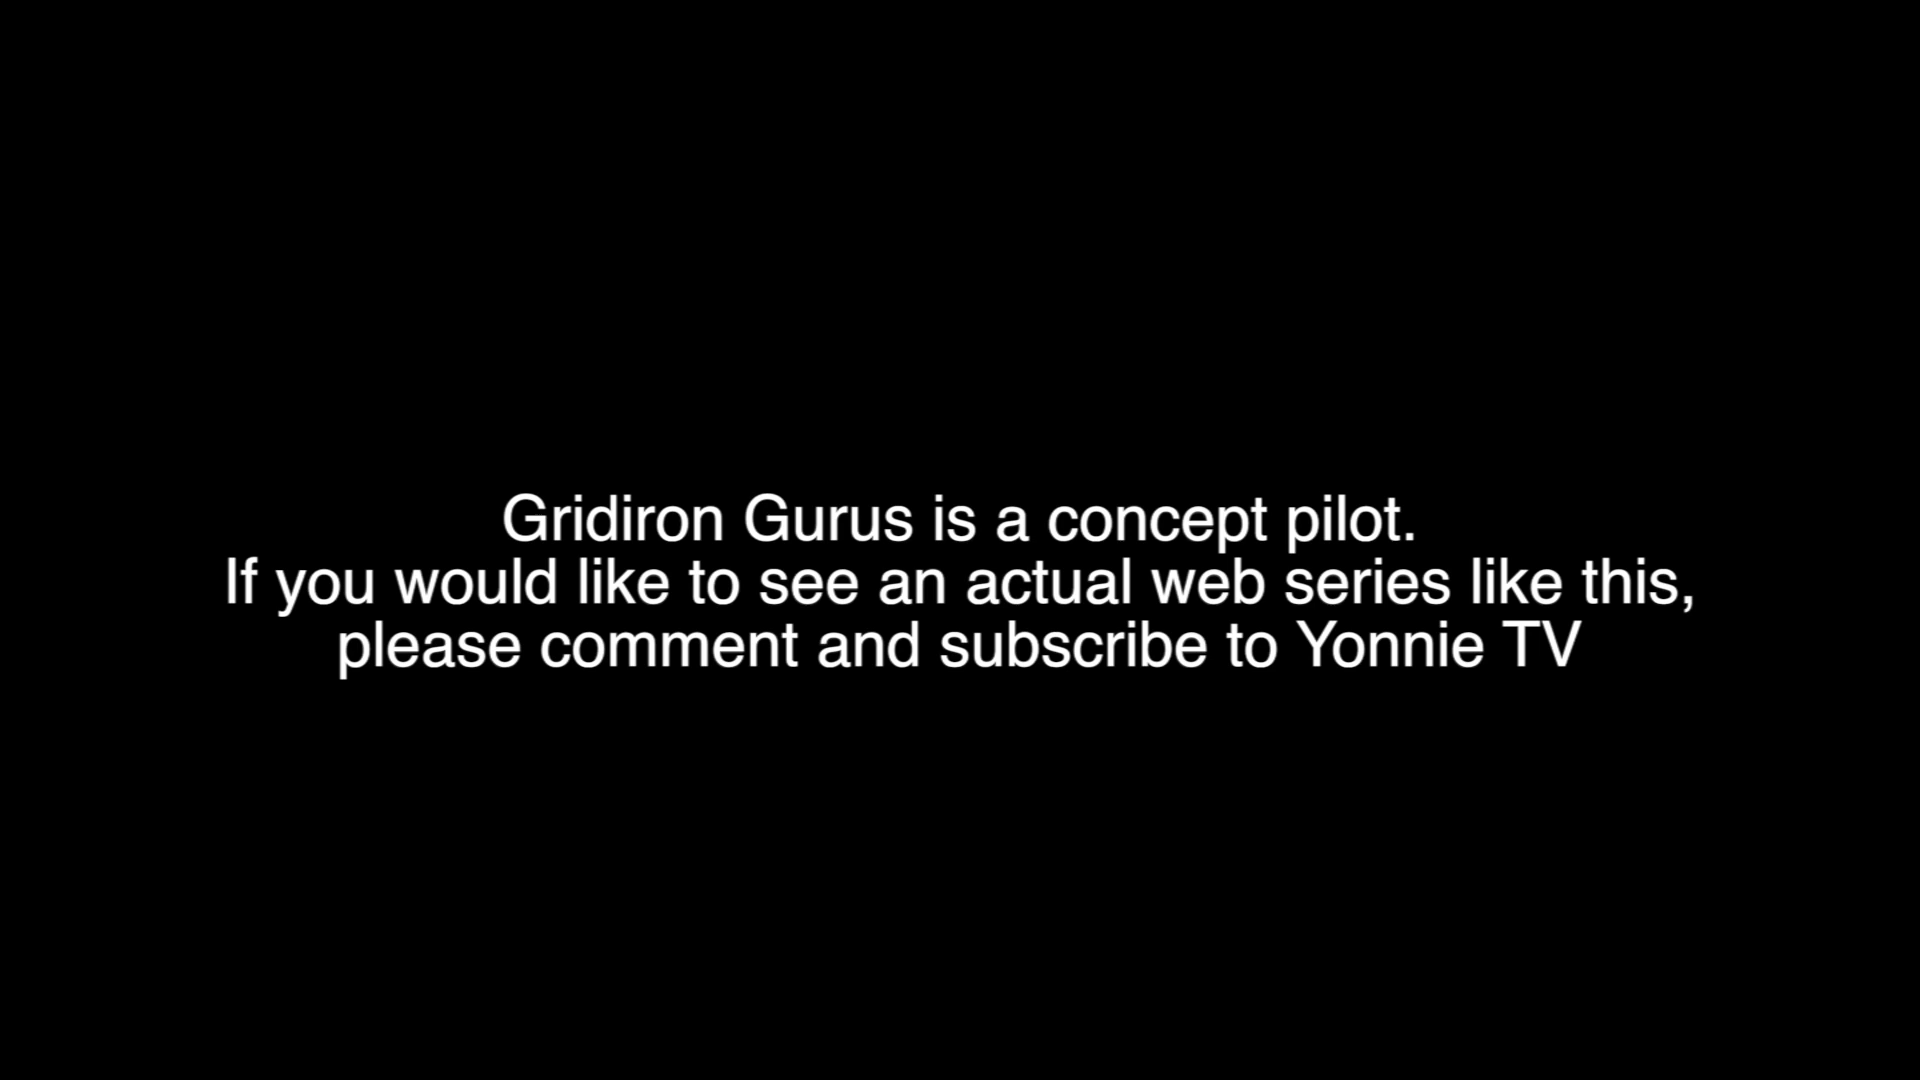 Gridiron Gurus is a concept pilot.
If you would like to see an actual web series like this,
please comment and subscribe to Yonnie TV